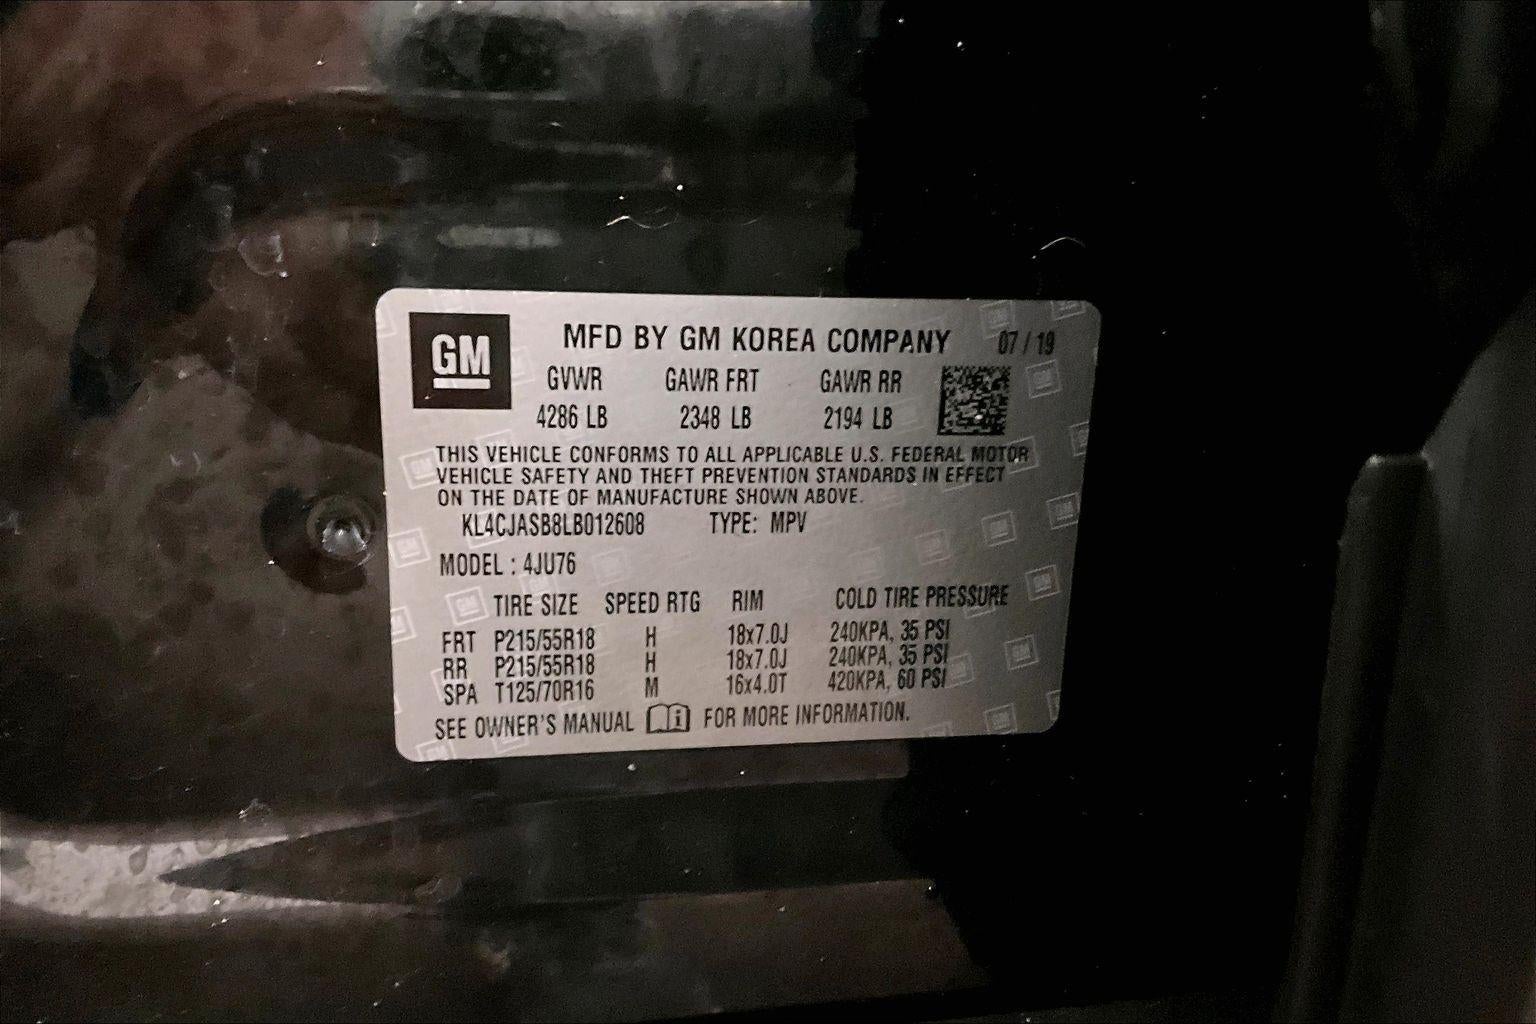 GM MFD BY GM KOREA COMPANY 07 / 19
GVWR GAWR FRT GAWR RR
4286 LB 2348 LB 2194 LB
THIS VEHICLE CONFORMS TO ALL APPLICABLE U.S. FEDERAL MOTOR
VEHICLE SAFETY AND THEFT PREVENTION STANDARDS IN EFFECT
ON THE DATE OF MANUFACTURE SHOWN ABOVE.
KL4CJASB8LB012608 TYPE: MPV
MODEL : 4JU76
TIRE SIZE SPEED RTG RIM COLD TIRE PRESSURE
FRT P215/55R18 H 18x7.0J 240KPA, 35 PSI
RR P215/55R18 H 18x7.0J 240KPA, 35 PSI
SPA T125/70R16 M 16x4.0T 420KPA, 60 PSI
SEE OWNER'S MANUAL i FOR MORE INFORMATION.